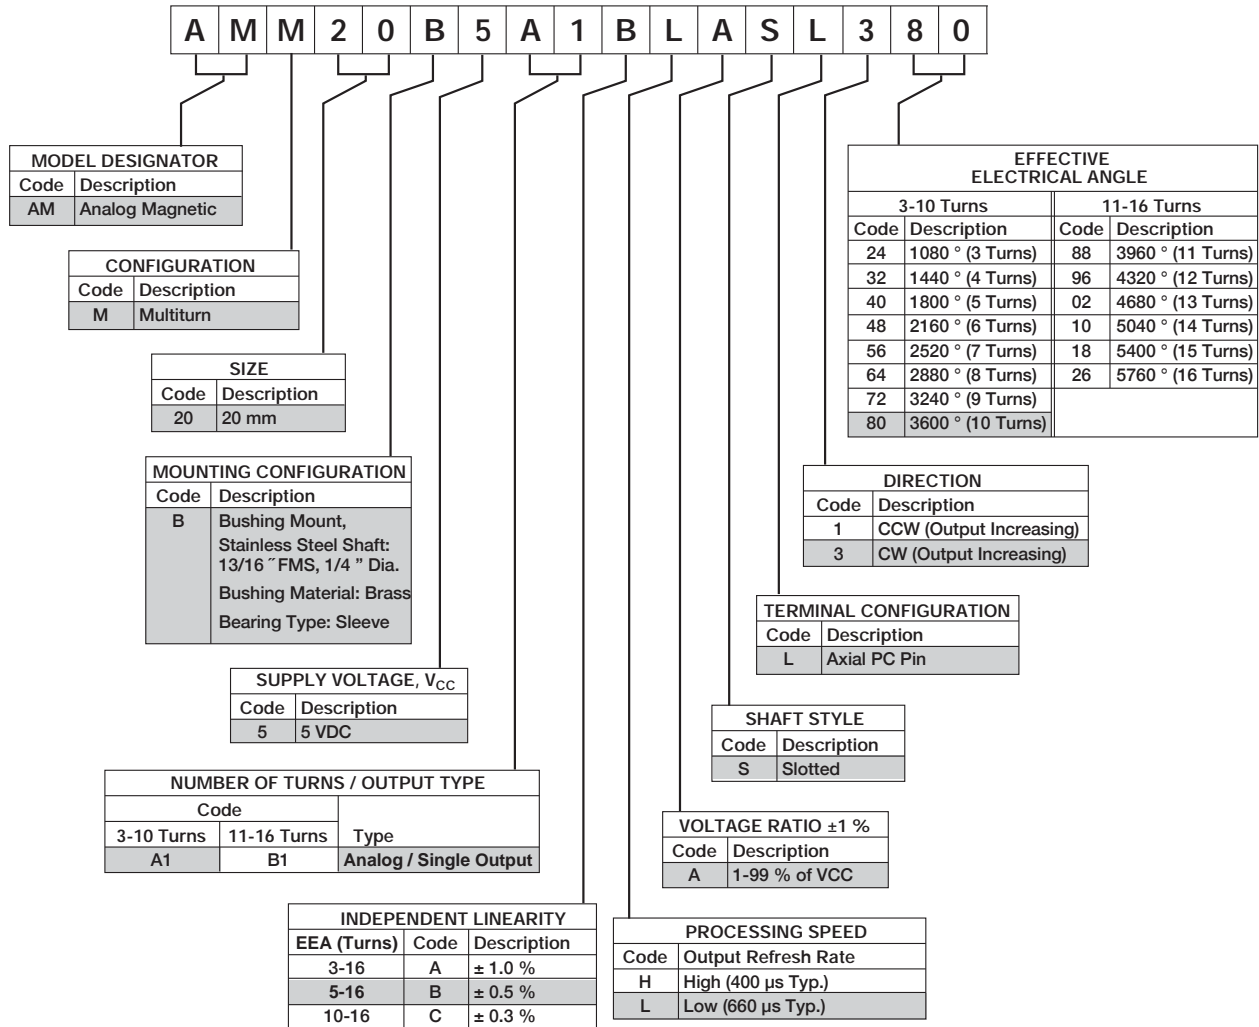 A M M 2 0 B 5 A 1 B L A S L 3 8 0
MODEL DESIGNATOR
Code Description
AM Analog Magnetic
CONFIGURATION
Code Description
M Multiturn
SIZE
Code Description
20 20 mm
MOUNTING CONFIGURATION
Code Description
B Bushing Mount,
Stainless Steel Shaft:
13/16 ˝ FMS, 1/4 ” Dia.
Bushing Material: Brass
Bearing Type: Sleeve
SUPPLY VOLTAGE, VCC
Code Description
5 5 VDC
NUMBER OF TURNS / OUTPUT TYPE
Code
3-10 Turns 11-16 Turns Type
A1 B1 Analog / Single Output
INDEPENDENT LINEARITY
EEA (Turns) Code Description
3-16 A ± 1.0 %
5-16 B ± 0.5 %
10-16 C ± 0.3 %
PROCESSING SPEED
Code Output Refresh Rate
H High (400 µs Typ.)
L Low (660 µs Typ.)
VOLTAGE RATIO ±1 %
Code Description
A 1-99 % of VCC
SHAFT STYLE
Code Description
S Slotted
TERMINAL CONFIGURATION
Code Description
L Axial PC Pin
DIRECTION
Code Description
1 CCW (Output Increasing)
3 CW (Output Increasing)
EFFECTIVE
ELECTRICAL ANGLE
3-10 Turns 11-16 Turns
Code Description Code Description
24 1080 ° (3 Turns) 88 3960 ° (11 Turns)
32 1440 ° (4 Turns) 96 4320 ° (12 Turns)
40 1800 ° (5 Turns) 02 4680 ° (13 Turns)
48 2160 ° (6 Turns) 10 5040 ° (14 Turns)
56 2520 ° (7 Turns) 18 5400 ° (15 Turns)
64 2880 ° (8 Turns) 26 5760 ° (16 Turns)
72 3240 ° (9 Turns)
80 3600 ° (10 Turns)